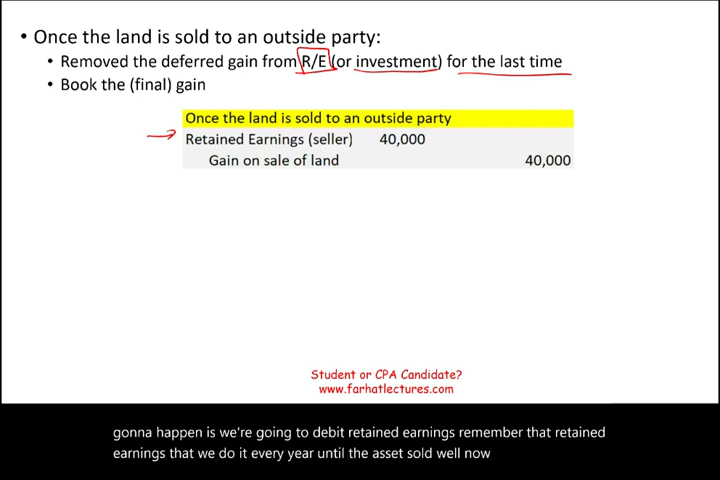 • Once the land is sold to an outside party:
• Removed the deferred gain from R/E (or investment) for the last time
• Book the (final) gain
Once the land is sold to an outside party
Retained Earnings (seller) 40,000
Gain on sale of land 40,000
Student or CPA Candidate?
www.farhatlectures.com
gonna happen is we're going to debit retained earnings remember that retained
earnings that we do it every year until the asset sold well now